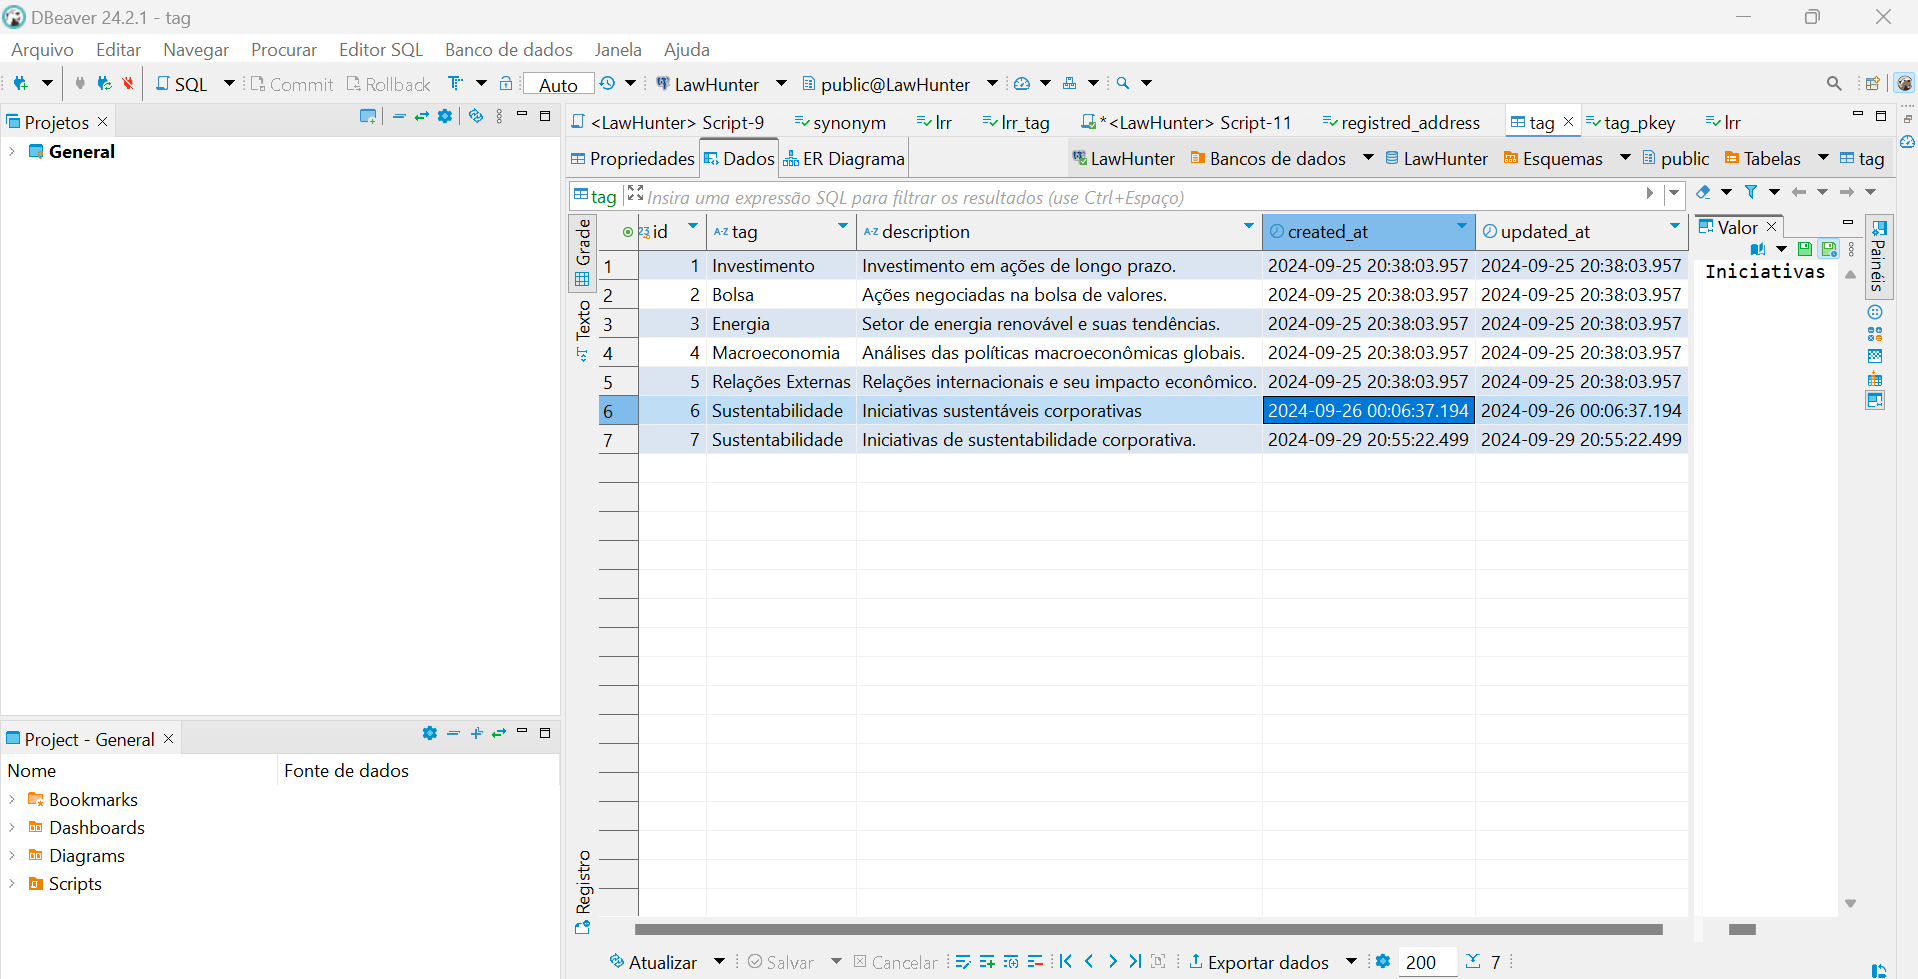 DBeaver 24.2.1 - tag
Arquivo Editar Navegar Procurar Editor SQL Banco de dados Janela Ajuda
SQL Commit Rollback Auto LawHunter public@LawHunter
Projetos
General
<LawHunter> Script-9 synonym lrr lrr_tag *<LawHunter> Script-11 registred_address tag tag_pkey lrr
Propriedades Dados ER Diagrama LawHunter Bancos de dados LawHunter Esquemas public Tabelas tag
tag Insira uma expressão SQL para filtrar os resultados (use Ctrl+Espaço)
Grade
Texto
Registro
123 id A-Z tag A-Z description created_at updated_at
1 1 Investimento Investimento em ações de longo prazo. 2024-09-25 20:38:03.957 2024-09-25 20:38:03.957
2 2 Bolsa Ações negociadas na bolsa de valores. 2024-09-25 20:38:03.957 2024-09-25 20:38:03.957
3 3 Energia Setor de energia renovável e suas tendências. 2024-09-25 20:38:03.957 2024-09-25 20:38:03.957
4 4 Macroeconomia Análises das políticas macroeconômicas globais. 2024-09-25 20:38:03.957 2024-09-25 20:38:03.957
5 5 Relações Externas Relações internacionais e seu impacto econômico. 2024-09-25 20:38:03.957 2024-09-25 20:38:03.957
6 6 Sustentabilidade Iniciativas sustentáveis corporativas 2024-09-26 00:06:37.194 2024-09-26 00:06:37.194
7 7 Sustentabilidade Iniciativas de sustentabilidade corporativa. 2024-09-29 20:55:22.499 2024-09-29 20:55:22.499
Valor
Iniciativas
Painéis
Project - General
Nome Fonte de dados
Bookmarks
Dashboards
Diagrams
Scripts
Atualizar Salvar Cancelar Exportar dados 200 7